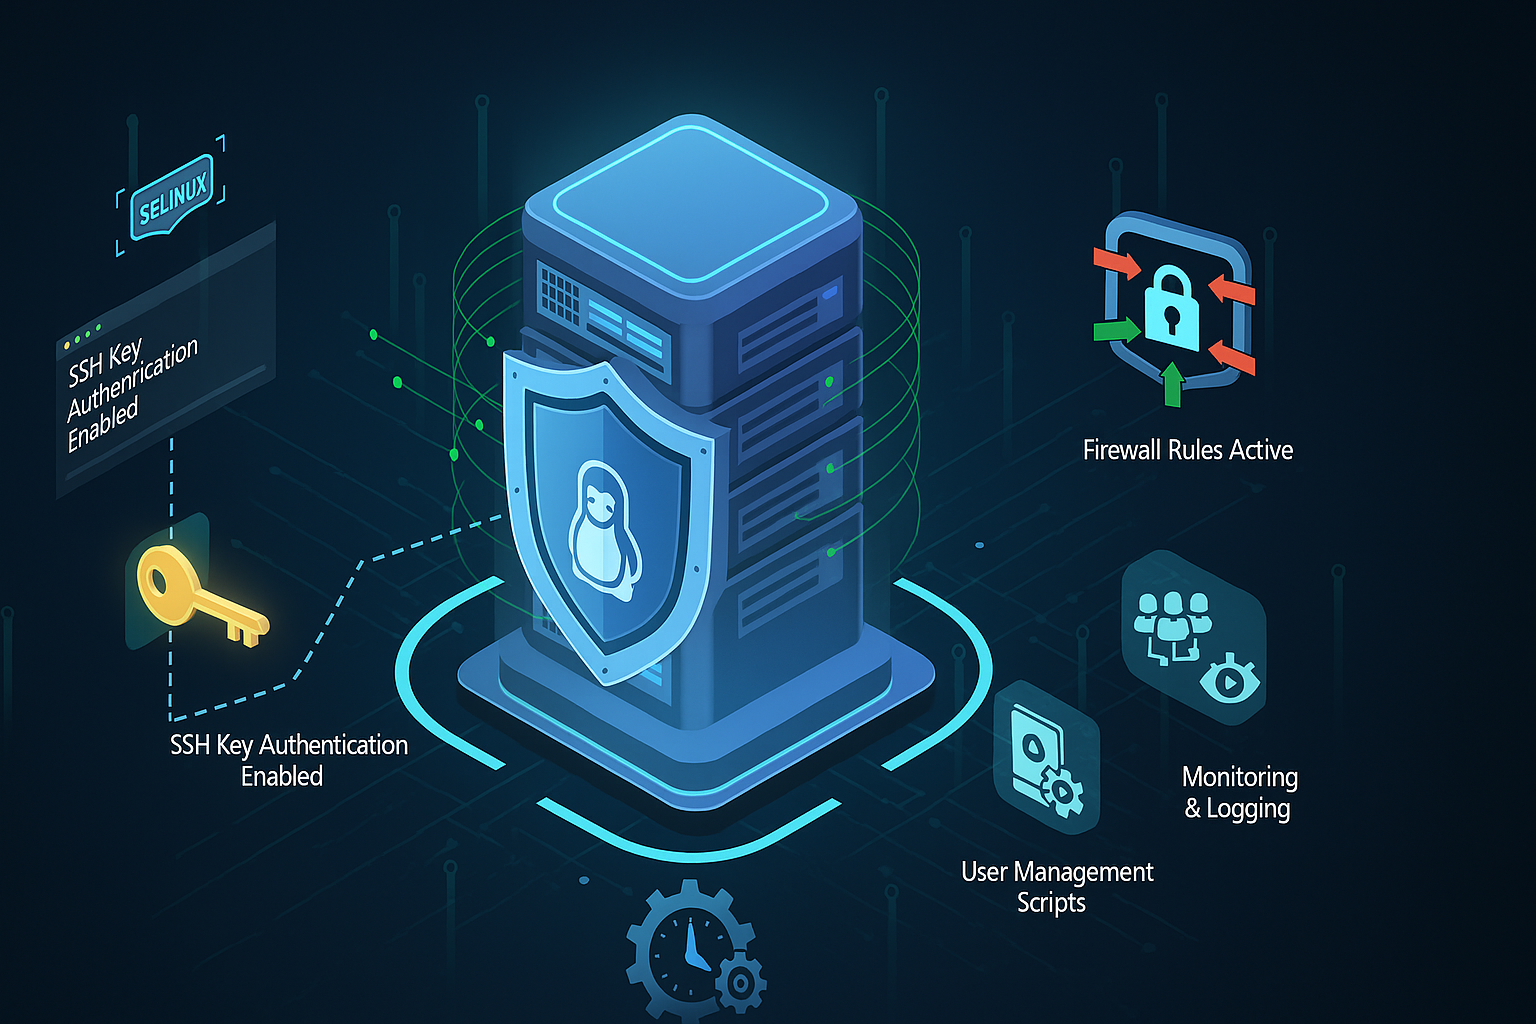 SELINUX
SSH Key
Authenrication
Enabled
Firewall Rules Active
SSH Key Authentication
Enabled
Monitoring
& Logging
User Management
Scripts